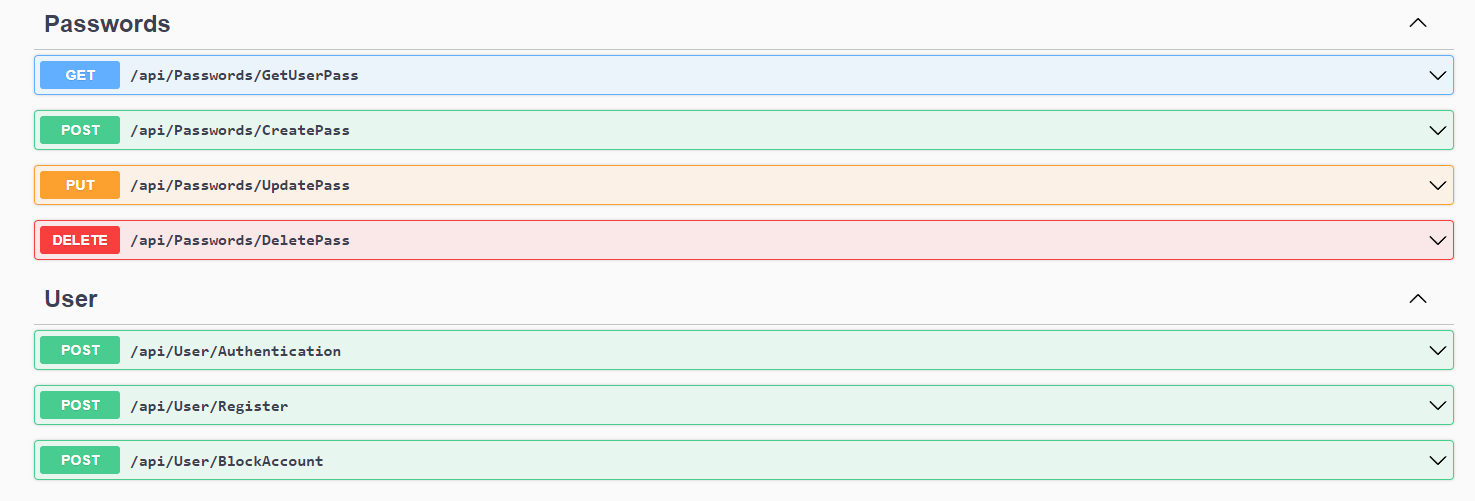 Passwords
GET /api/Passwords/GetUserPass
POST /api/Passwords/CreatePass
PUT /api/Passwords/UpdatePass
DELETE /api/Passwords/DeletePass
User
POST /api/User/Authentication
POST /api/User/Register
POST /api/User/BlockAccount